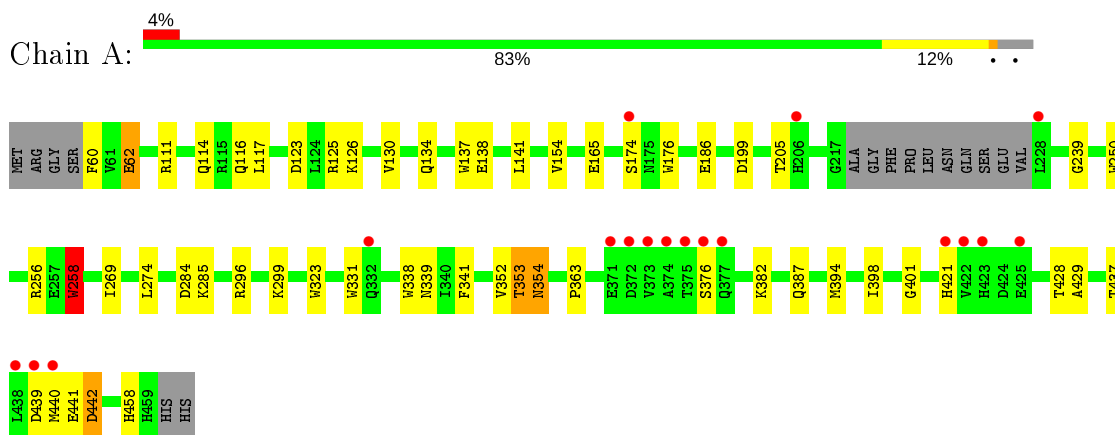 4%
Chain A:
83% 12% • •
MET ARG GLY SER F60 V61 E62 R111 Q114 R115 Q116 L117 D123 L124 R125 K126 V130 Q134 W137 E138 L141 V154 E165 S174 N175 W176 E186 D199 T205 H206 G217 ALA GLY PHE PRO LEU ASN GLN SER GLU VAL L228 G239 W250
R256 E257 W258 I269 L274 D284 K285 R296 K299 W323 W331 Q332 W338 N339 I340 F341 V352 T353 N354 P363 E371 D372 V373 A374 T375 S376 Q377 K382 Q387 M394 I398 G401 H421 V422 H423 D424 E425 T428 A429 T437
L438 D439 M440 E441 D442 H458 H459 HIS HIS